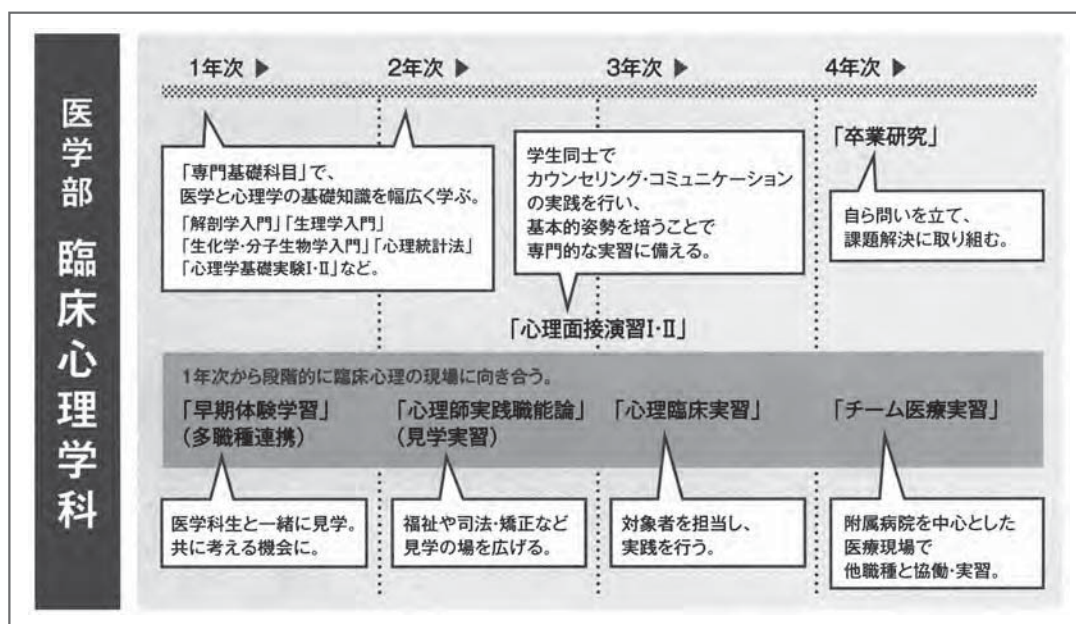 医学部 臨床心理学科
1年次 ▶
2年次 ▶
3年次 ▶
4年次 ▶
「専門基礎科目」で、
医学と心理学の基礎知識を幅広く学ぶ。
「解剖学入門」「生理学入門」
「生化学・分子生物学入門」「心理統計法」
「心理学基礎実験I・II」など。
学生同士で
カウンセリング・コミュニケーション
の実践を行い、
基本的姿勢を培うことで
専門的な実習に備える。
「心理面接演習I・II」
「卒業研究」
自ら問いを立て、
課題解決に取り組む。
1年次から段階的に臨床心理の現場に向き合う。
「早期体験学習」
(多職種連携)
「心理師実践職能論」
(見学実習)
「心理臨床実習」
「チーム医療実習」
医学科生と一緒に見学。
共に考える機会に。
福祉や司法・矯正など
見学の場を広げる。
対象者を担当し、
実践を行う。
附属病院を中心とした
医療現場で
他職種と協働・実習。